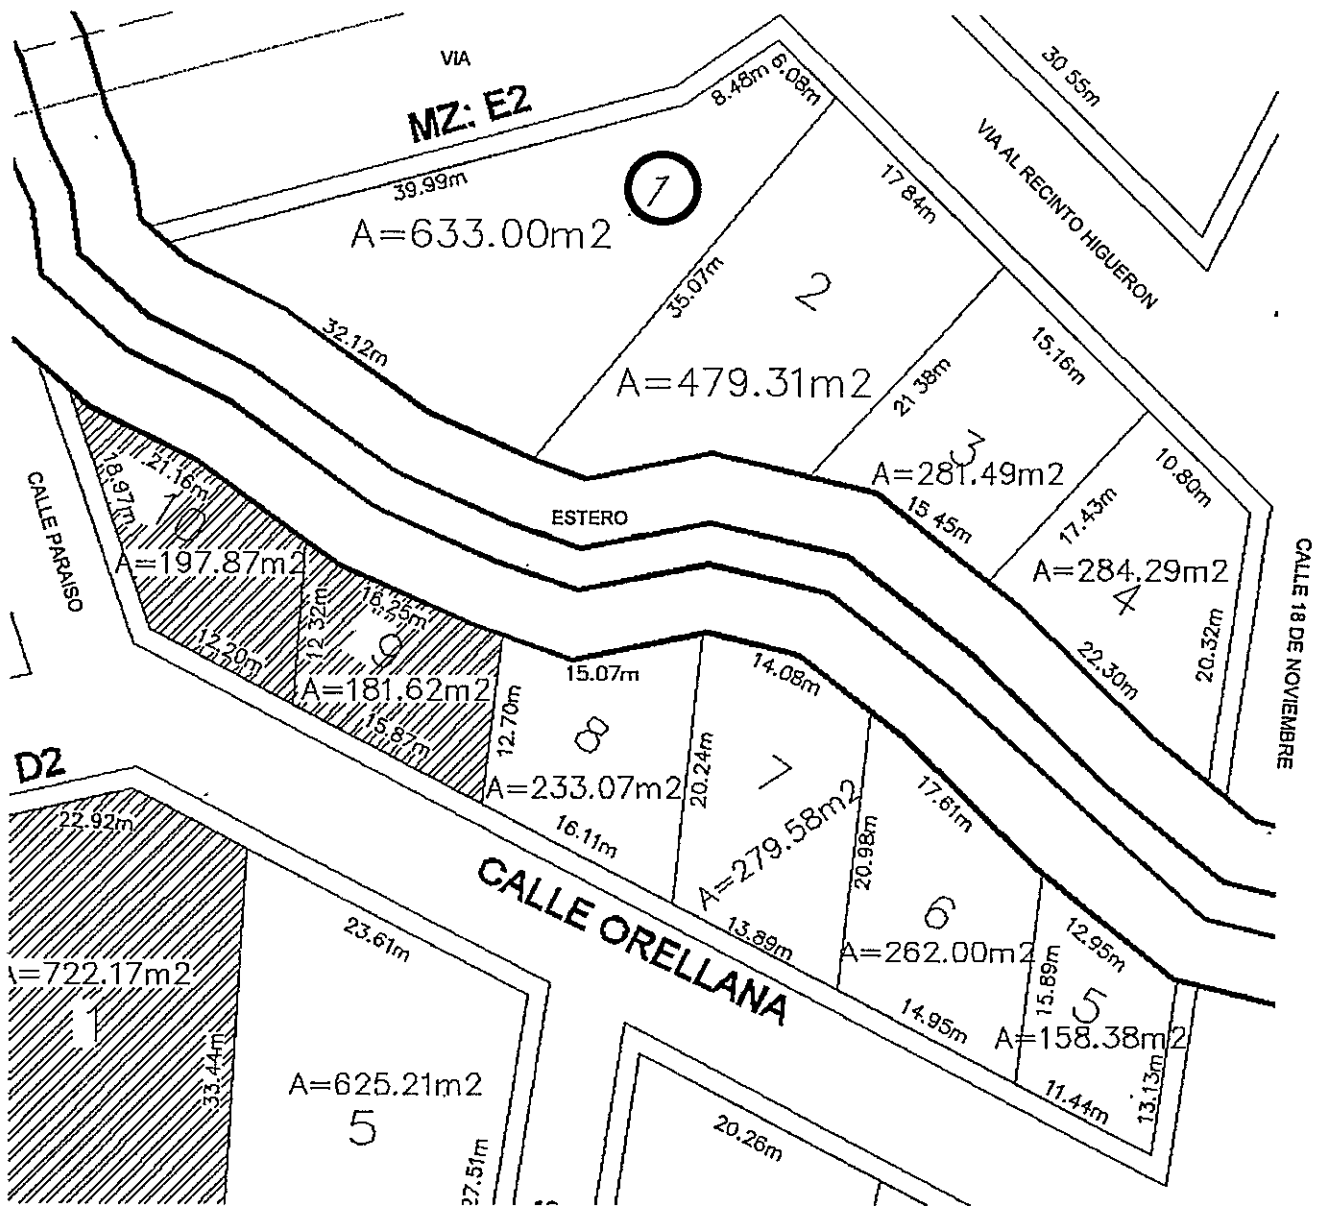 VIA
MZ: E2
39.99m
8.48m
6.08m
30.55m
VIA AL RECINTO HIGUERON
1
A=633.00m2
17.84m
32.12m
35.07m
2
A=479.31m2
21.38m
15.16m
3
A=281.49m2
15.45m
17.43m
10.80m
A=284.29m2
4
20.32m
22.30m
CALLE 18 DE NOVIEMBRE
ESTERO
CALLE PARAISO
18.97m
21.16m
10
A=197.87m2
12.20m
12.32m
16.25m
9
A=181.62m2
15.87m
12.70m
15.07m
8
A=233.07m2
16.11m
20.24m
14.08m
7
A=279.58m2
13.89m
20.98m
17.61m
6
A=262.00m2
14.95m
15.89m
12.95m
5
A=158.38m2
11.44m
13.13m
CALLE ORELLANA
D2
22.92m
A=722.17m2
1
33.44m
23.61m
A=625.21m2
5
27.51m
20.26m